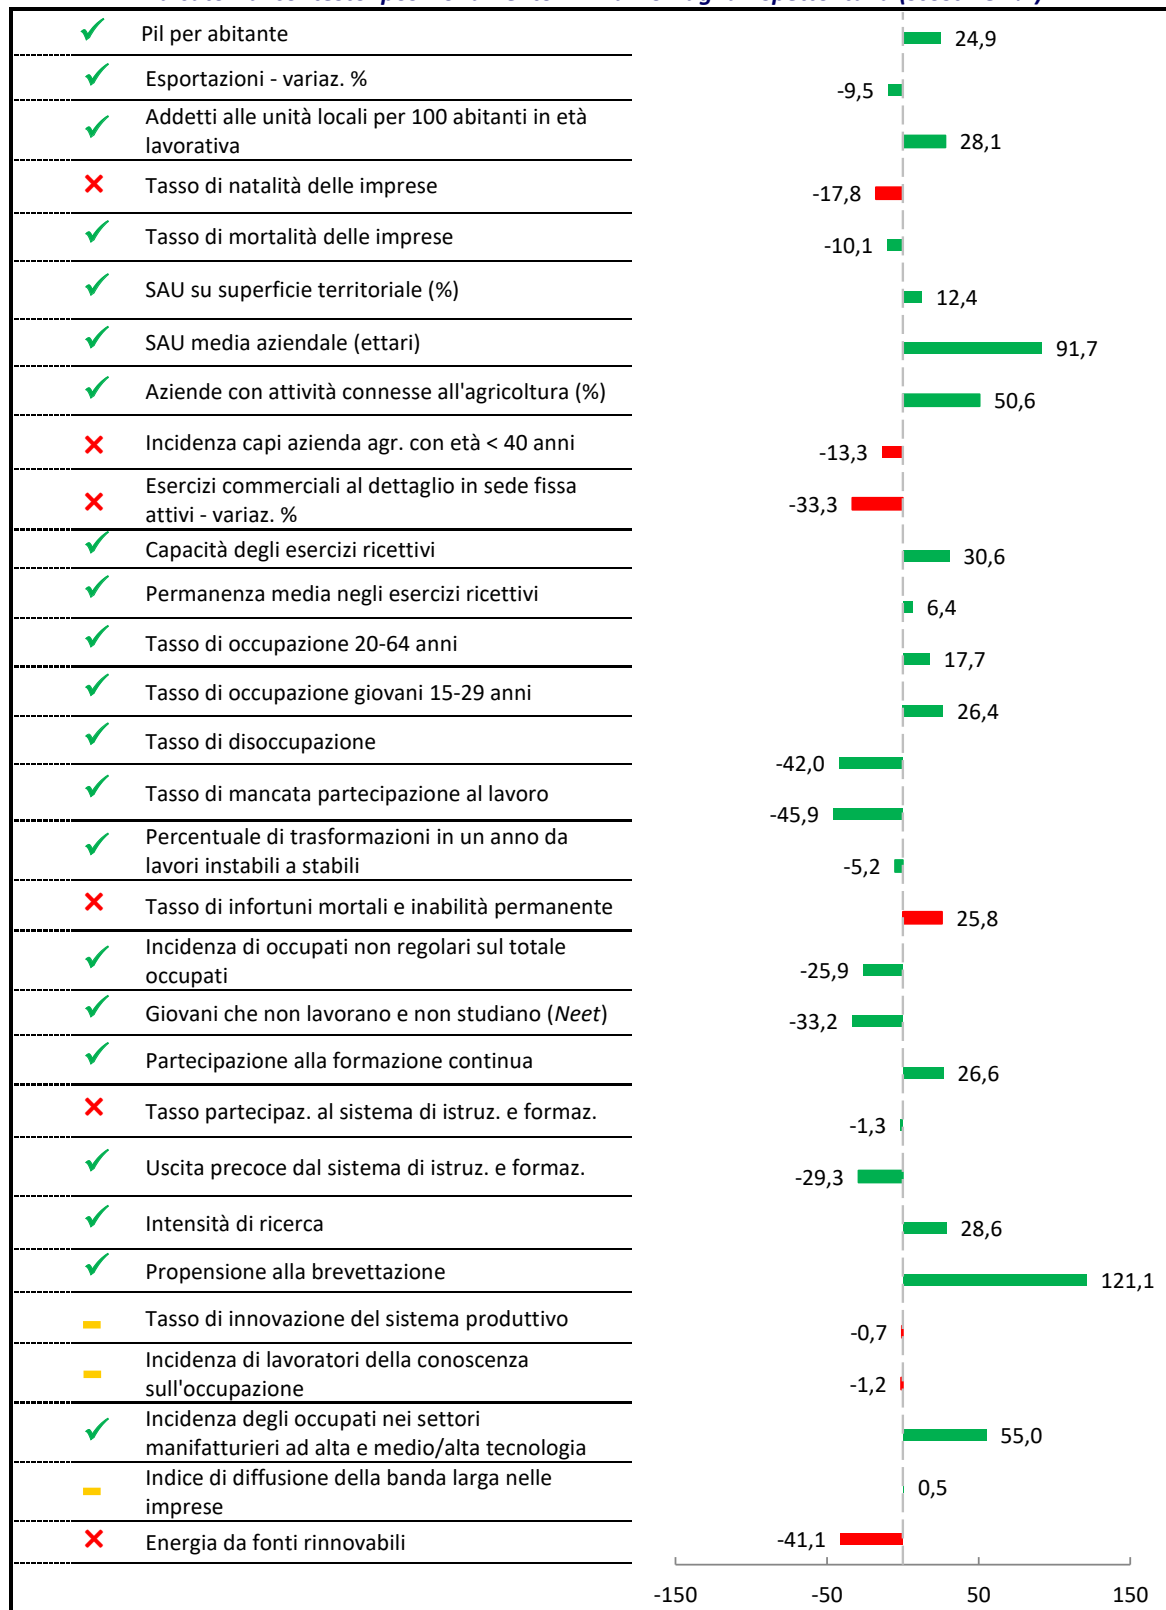 Pil per abitante 24,9
Esportazioni - variaz. % -9,5
Addetti alle unità locali per 100 abitanti in età
lavorativa 28,1
Tasso di natalità delle imprese -17,8
Tasso di mortalità delle imprese -10,1
SAU su superficie territoriale (%) 12,4
SAU media aziendale (ettari) 91,7
Aziende con attività connesse all'agricoltura (%) 50,6
Incidenza capi azienda agr. con età < 40 anni -13,3
Esercizi commerciali al dettaglio in sede fissa
attivi - variaz. % -33,3
Capacità degli esercizi ricettivi 30,6
Permanenza media negli esercizi ricettivi 6,4
Tasso di occupazione 20-64 anni 17,7
Tasso di occupazione giovani 15-29 anni 26,4
Tasso di disoccupazione -42,0
Tasso di mancata partecipazione al lavoro -45,9
Percentuale di trasformazioni in un anno da
lavori instabili a stabili -5,2
Tasso di infortuni mortali e inabilità permanente 25,8
Incidenza di occupati non regolari sul totale
occupati -25,9
Giovani che non lavorano e non studiano (Neet) -33,2
Partecipazione alla formazione continua 26,6
Tasso partecipaz. al sistema di istruz. e formaz. -1,3
Uscita precoce dal sistema di istruz. e formaz. -29,3
Intensità di ricerca 28,6
Propensione alla brevettazione 121,1
Tasso di innovazione del sistema produttivo -0,7
Incidenza di lavoratori della conoscenza
sull'occupazione -1,2
Incidenza degli occupati nei settori
manifatturieri ad alta e medio/alta tecnologia 55,0
Indice di diffusione della banda larga nelle
imprese 0,5
Energia da fonti rinnovabili -41,1
-150 -50 50 150